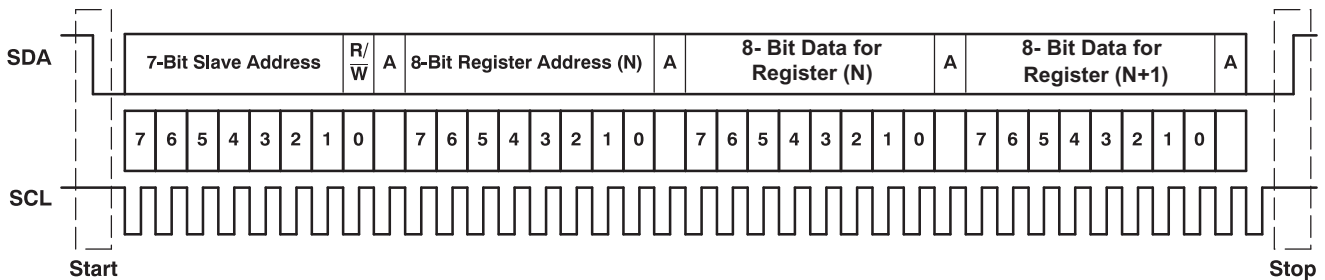 SDA
7-Bit Slave Address
R/
W
A
8-Bit Register Address (N)
A
8- Bit Data for
Register (N)
A
8- Bit Data for
Register (N+1)
A
7 6 5 4 3 2 1 0 7 6 5 4 3 2 1 0 7 6 5 4 3 2 1 0 7 6 5 4 3 2 1 0
SCL
Start
Stop